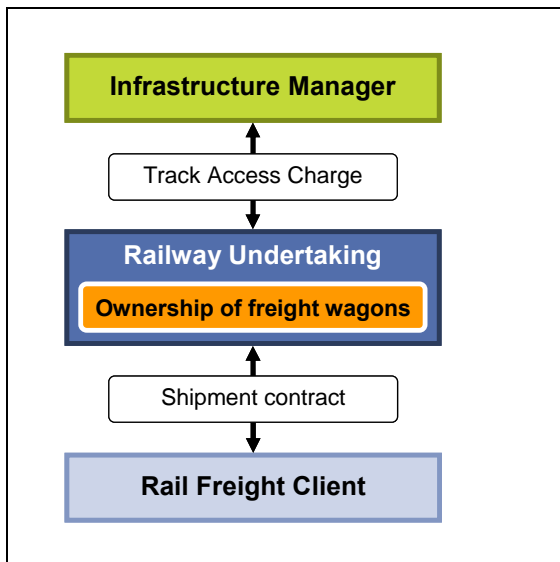 Infrastructure Manager
Track Access Charge
Railway Undertaking
Ownership of freight wagons
Shipment contract
Rail Freight Client